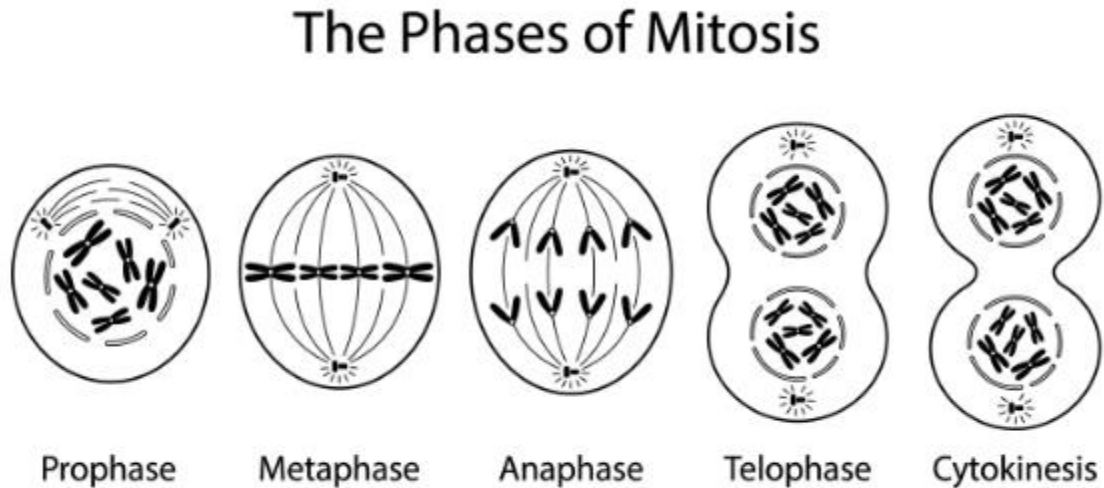 The Phases of Mitosis
Prophase
Metaphase
Anaphase
Telophase
Cytokinesis